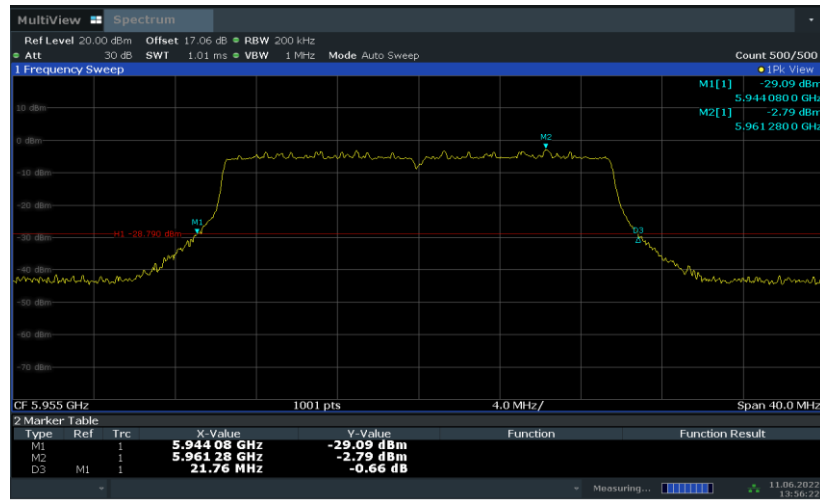 MultiView Spectrum
Ref Level 20.00 dBm Offset 17.06 dB RBW 200 kHz
Att 30 dB SWT 1.01 ms VBW 1 MHz Mode Auto Sweep Count 500/500
1 Frequency Sweep 1Pk View
M1[1] -29.09 dBm
5.944 080 0 GHz
M2[1] -2.79 dBm
5.961 280 0 GHz
10 dBm
0 dBm
M2
-10 dBm
-20 dBm
M1
H1 -28.790 dBm
D3
-30 dBm
-40 dBm
-50 dBm
-60 dBm
-70 dBm
CF 5.955 GHz 1001 pts 4.0 MHz/ Span 40.0 MHz
2 Marker Table
Type Ref Trc X-Value Y-Value Function Function Result
M1 1 5.944 08 GHz -29.09 dBm
M2 1 5.961 28 GHz -2.79 dBm
D3 M1 1 21.76 MHz -0.66 dB
Measuring... 11.06.2022
13:56:22